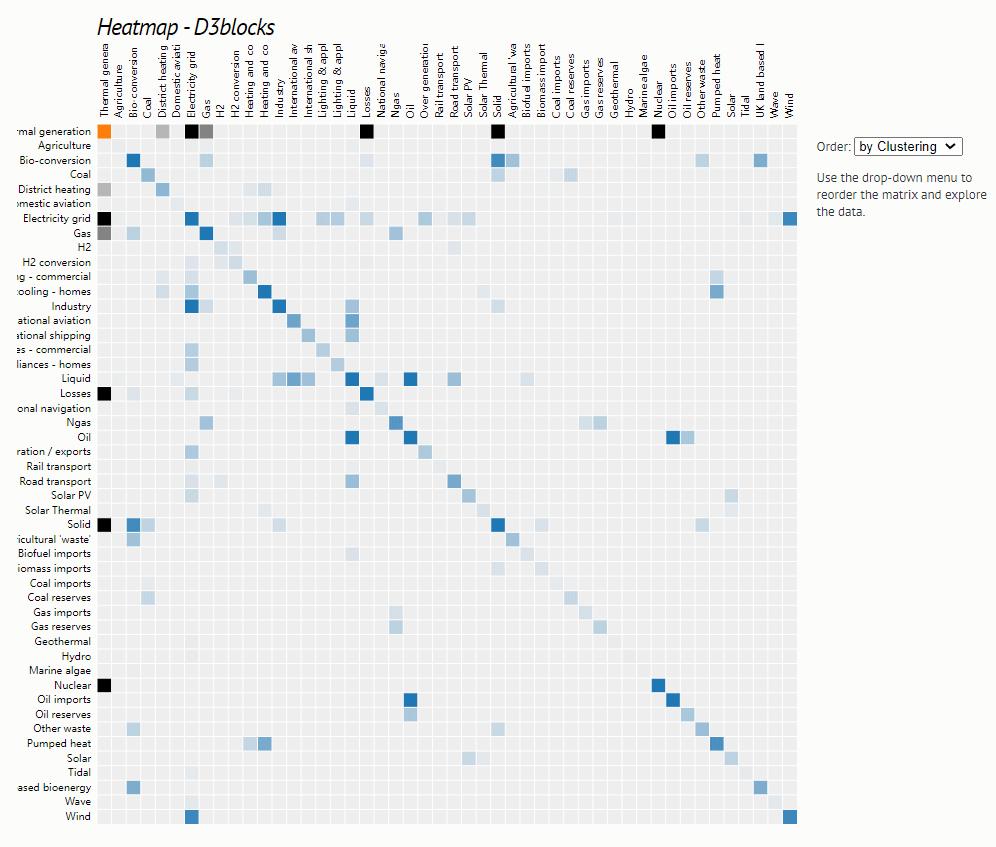 Heatmap - D3blocks
Thermal genera
Agriculture
Bio-conversion
Coal
District heating
Domestic aviati
Electricity grid
Gas
H2
H2 conversion
Heating and co
Heating and co
Industry
International av
International sh
Lighting & appl
Lighting & appl
Liquid
Losses
National naviga
Ngas
Oil
Over generatior
Rail transport
Road transport
Solar PV
Solar Thermal
Solid
Agricultural 'wa
Biofuel imports
Biomass import
Coal imports
Coal reserves
Gas imports
Gas reserves
Geothermal
Hydro
Marine algae
Nuclear
Oil imports
Oil reserves
Other waste
Pumped heat
Solar
Tidal
UK land based l
Wave
Wind
rmal generation
Agriculture
Bio-conversion
Coal
District heating
omestic aviation
Electricity grid
Gas
H2
H2 conversion
ng - commercial
ooling - homes
Industry
ational aviation
ational shipping
es - commercial
liances - homes
Liquid
Losses
onal navigation
Ngas
Oil
ration / exports
Rail transport
Road transport
Solar PV
Solar Thermal
Solid
ricultural 'waste'
Biofuel imports
iomass imports
Coal imports
Coal reserves
Gas imports
Gas reserves
Geothermal
Hydro
Marine algae
Nuclear
Oil imports
Oil reserves
Other waste
Pumped heat
Solar
Tidal
ased bioenergy
Wave
Wind
Order: by Clustering
Use the drop-down menu to
reorder the matrix and explore
the data.